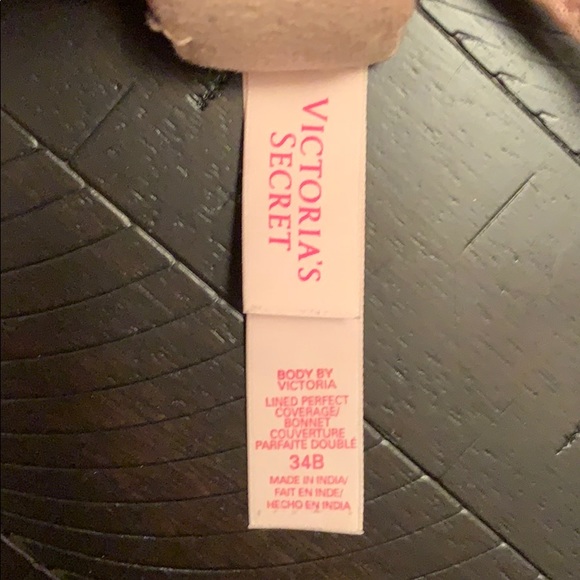 VICTORIA'S
SECRET
BODY BY
VICTORIA
LINED PERFECT
COVERAGE/
BONNET
COUVERTURE
PARFAITE DOUBLÉ
34B
MADE IN INDIA/
FAIT EN INDE/
HECHO EN INDIA